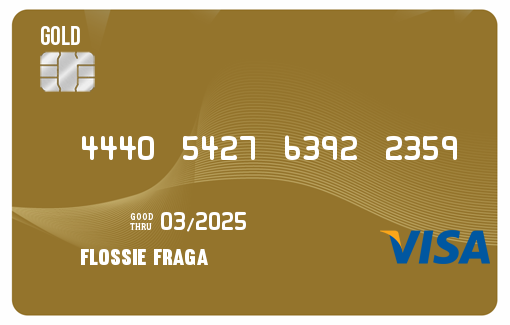 GOLD
4440 5427 6392 2359
GOOD THRU 03/2025
FLOSSIE FRAGA
VISA